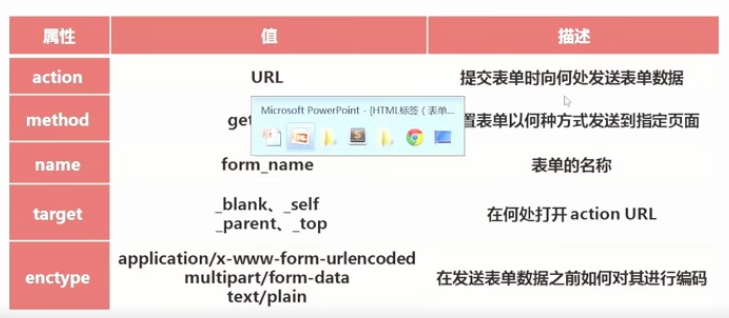 属性 值 描述
action URL 提交表单时向何处发送表单数据
Microsoft PowerPoint - [HTML标签（表单...
method get 置表单以何种方式发送到指定页面
name form_name 表单的名称
target _blank、_self
_parent、_top 在何处打开 action URL
enctype application/x-www-form-urlencoded
multipart/form-data 在发送表单数据之前如何对其进行编码
text/plain